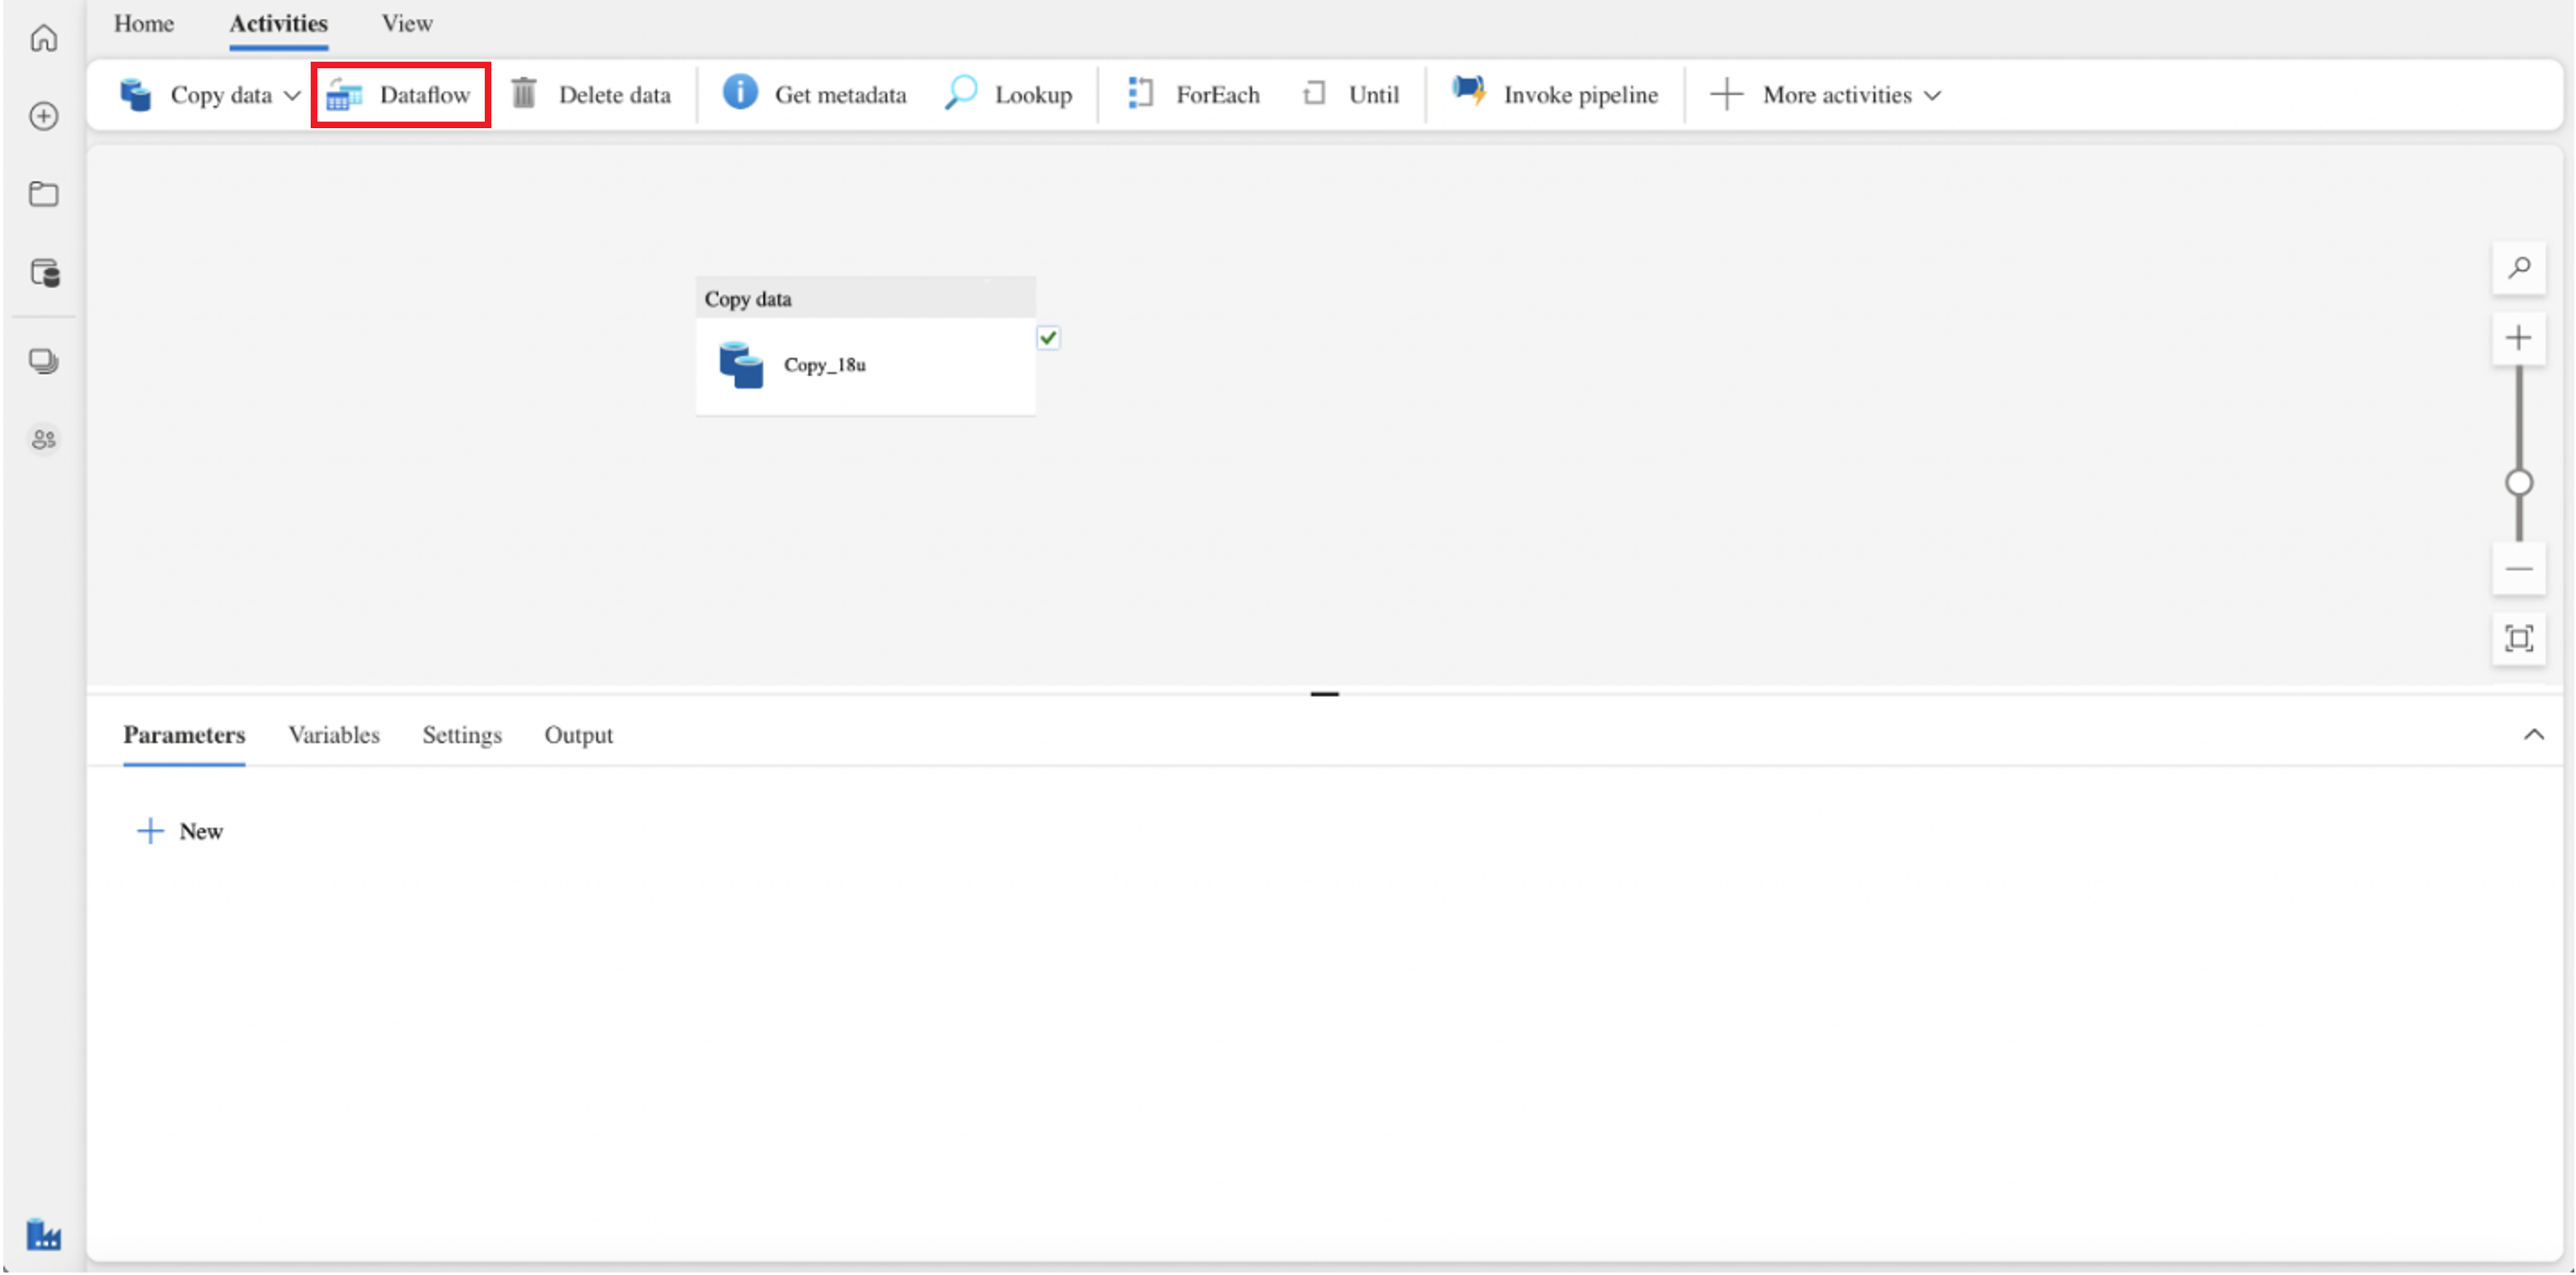 Home Activities View
Copy data Dataflow Delete data Get metadata Lookup ForEach Until Invoke pipeline More activities
Copy data
Copy_18u
Parameters Variables Settings Output
New